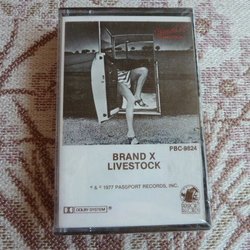 PBC-9824
BRAND X
LIVESTOCK
* & © 1977 PASSPORT RECORDS, INC.
DOLBY SYSTEM